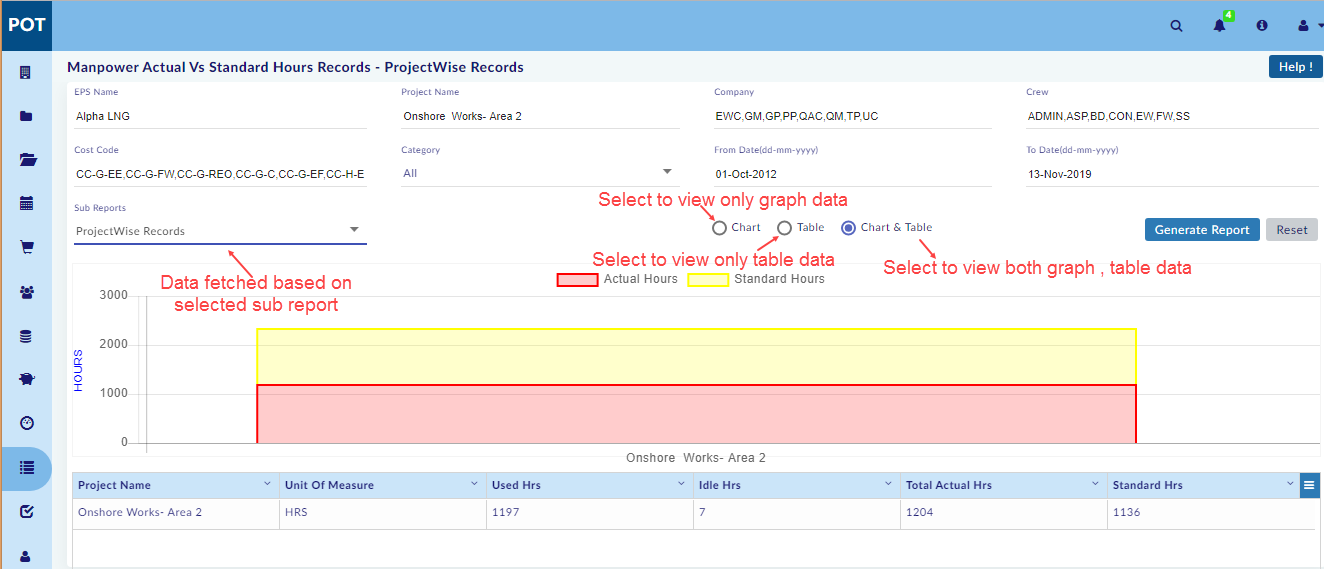 POT
4
Manpower Actual Vs Standard Hours Records - ProjectWise Records
Help !
EPS Name
Project Name
Company
Crew
Alpha LNG
Onshore Works- Area 2
EWC,GM,GP,PP,QAC,QM,TP,UC
ADMIN,ASP,BD,CON,EW,FW,SS
Cost Code
Category
From Date(dd-mm-yyyy)
To Date(dd-mm-yyyy)
CC-G-EE,CC-G-FW,CC-G-REO,CC-G-C,CC-G-EF,CC-H-E
All
01-Oct-2012
13-Nov-2019
Select to view only graph data
Sub Reports
ProjectWise Records
Chart
Table
Chart & Table
Generate Report
Reset
Select to view only table data
Select to view both graph , table data
Data fetched based on
selected sub report
Actual Hours
Standard Hours
3000
2000
1000
0
HOURS
Onshore Works- Area 2
Project Name
Unit Of Measure
Used Hrs
Idle Hrs
Total Actual Hrs
Standard Hrs
Onshore Works- Area 2
HRS
1197
7
1204
1136